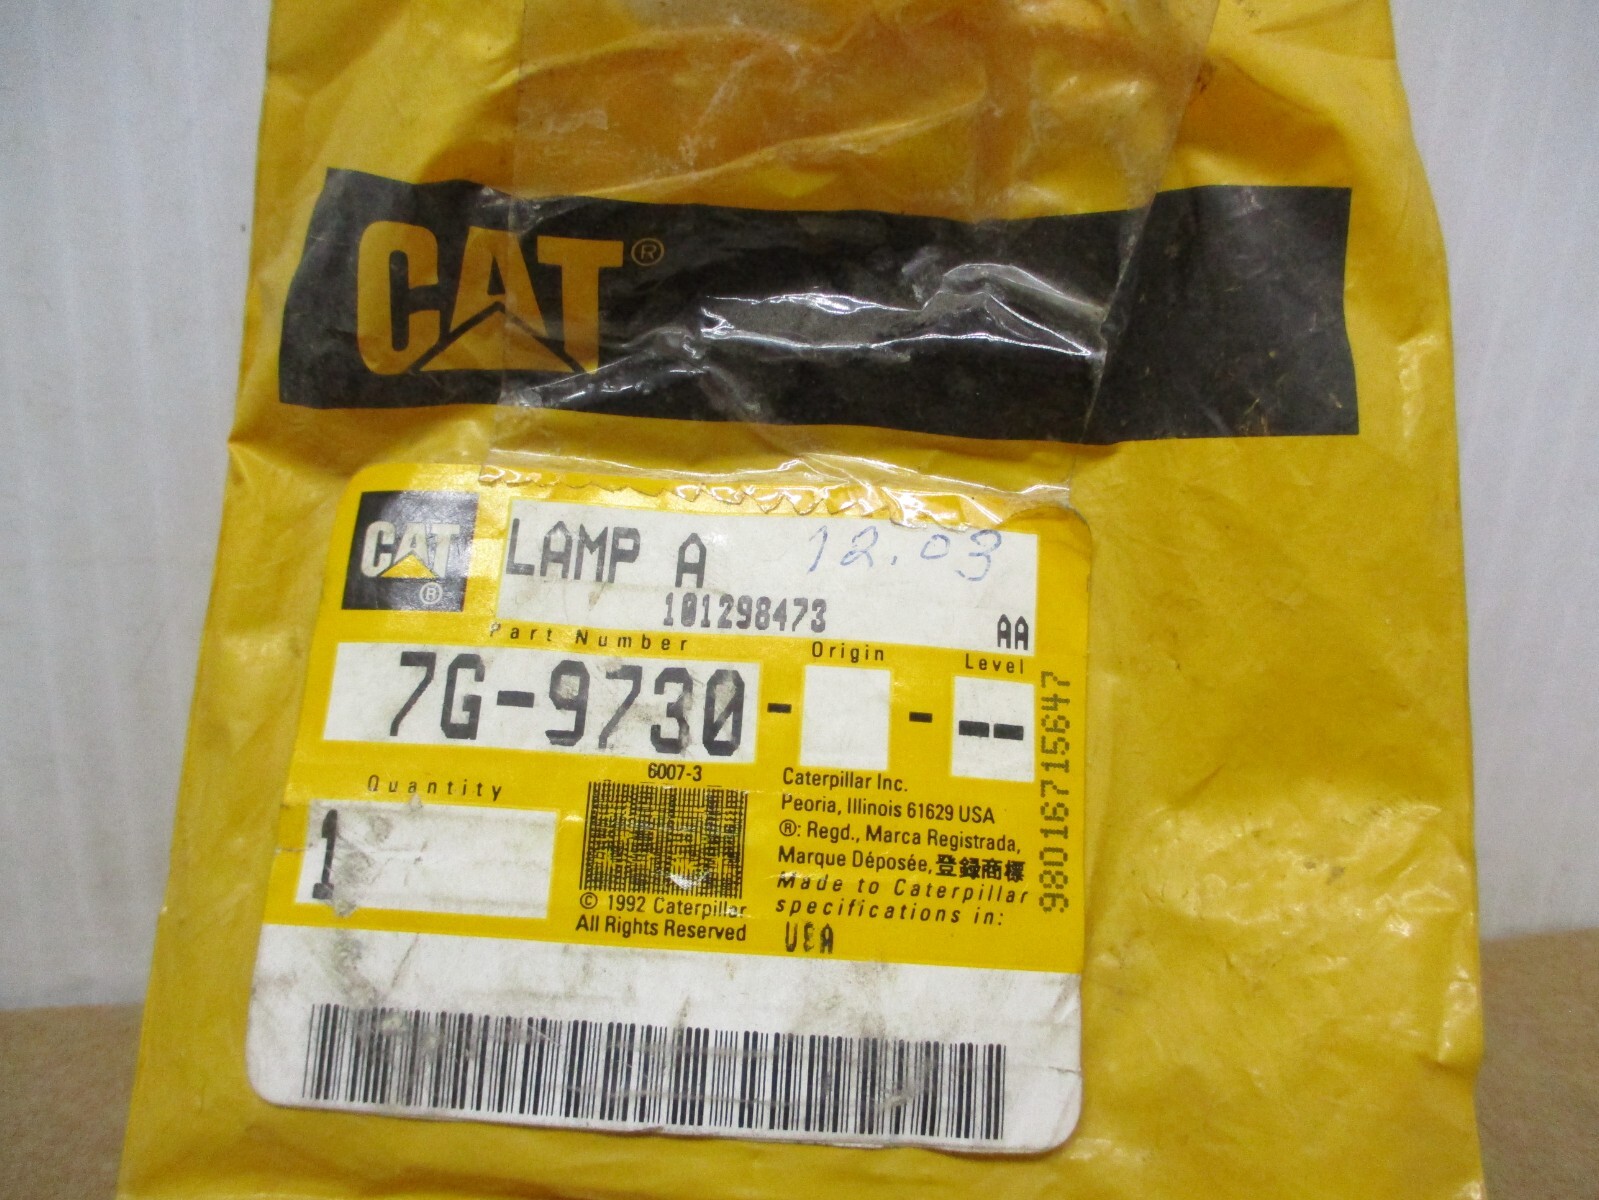 CAT®
CAT®
LAMP A 12.03
101298473
AA
Part Number Origin Level
7G-9730- - --
980167115647
Quantity
1
6007-3
© 1992 Caterpillar
All Rights Reserved
Caterpillar Inc.
Peoria, Illinois 61629 USA
®: Regd., Marca Registrada,
Marque Déposée, 登録商標
Made to Caterpillar
specifications in:
USA